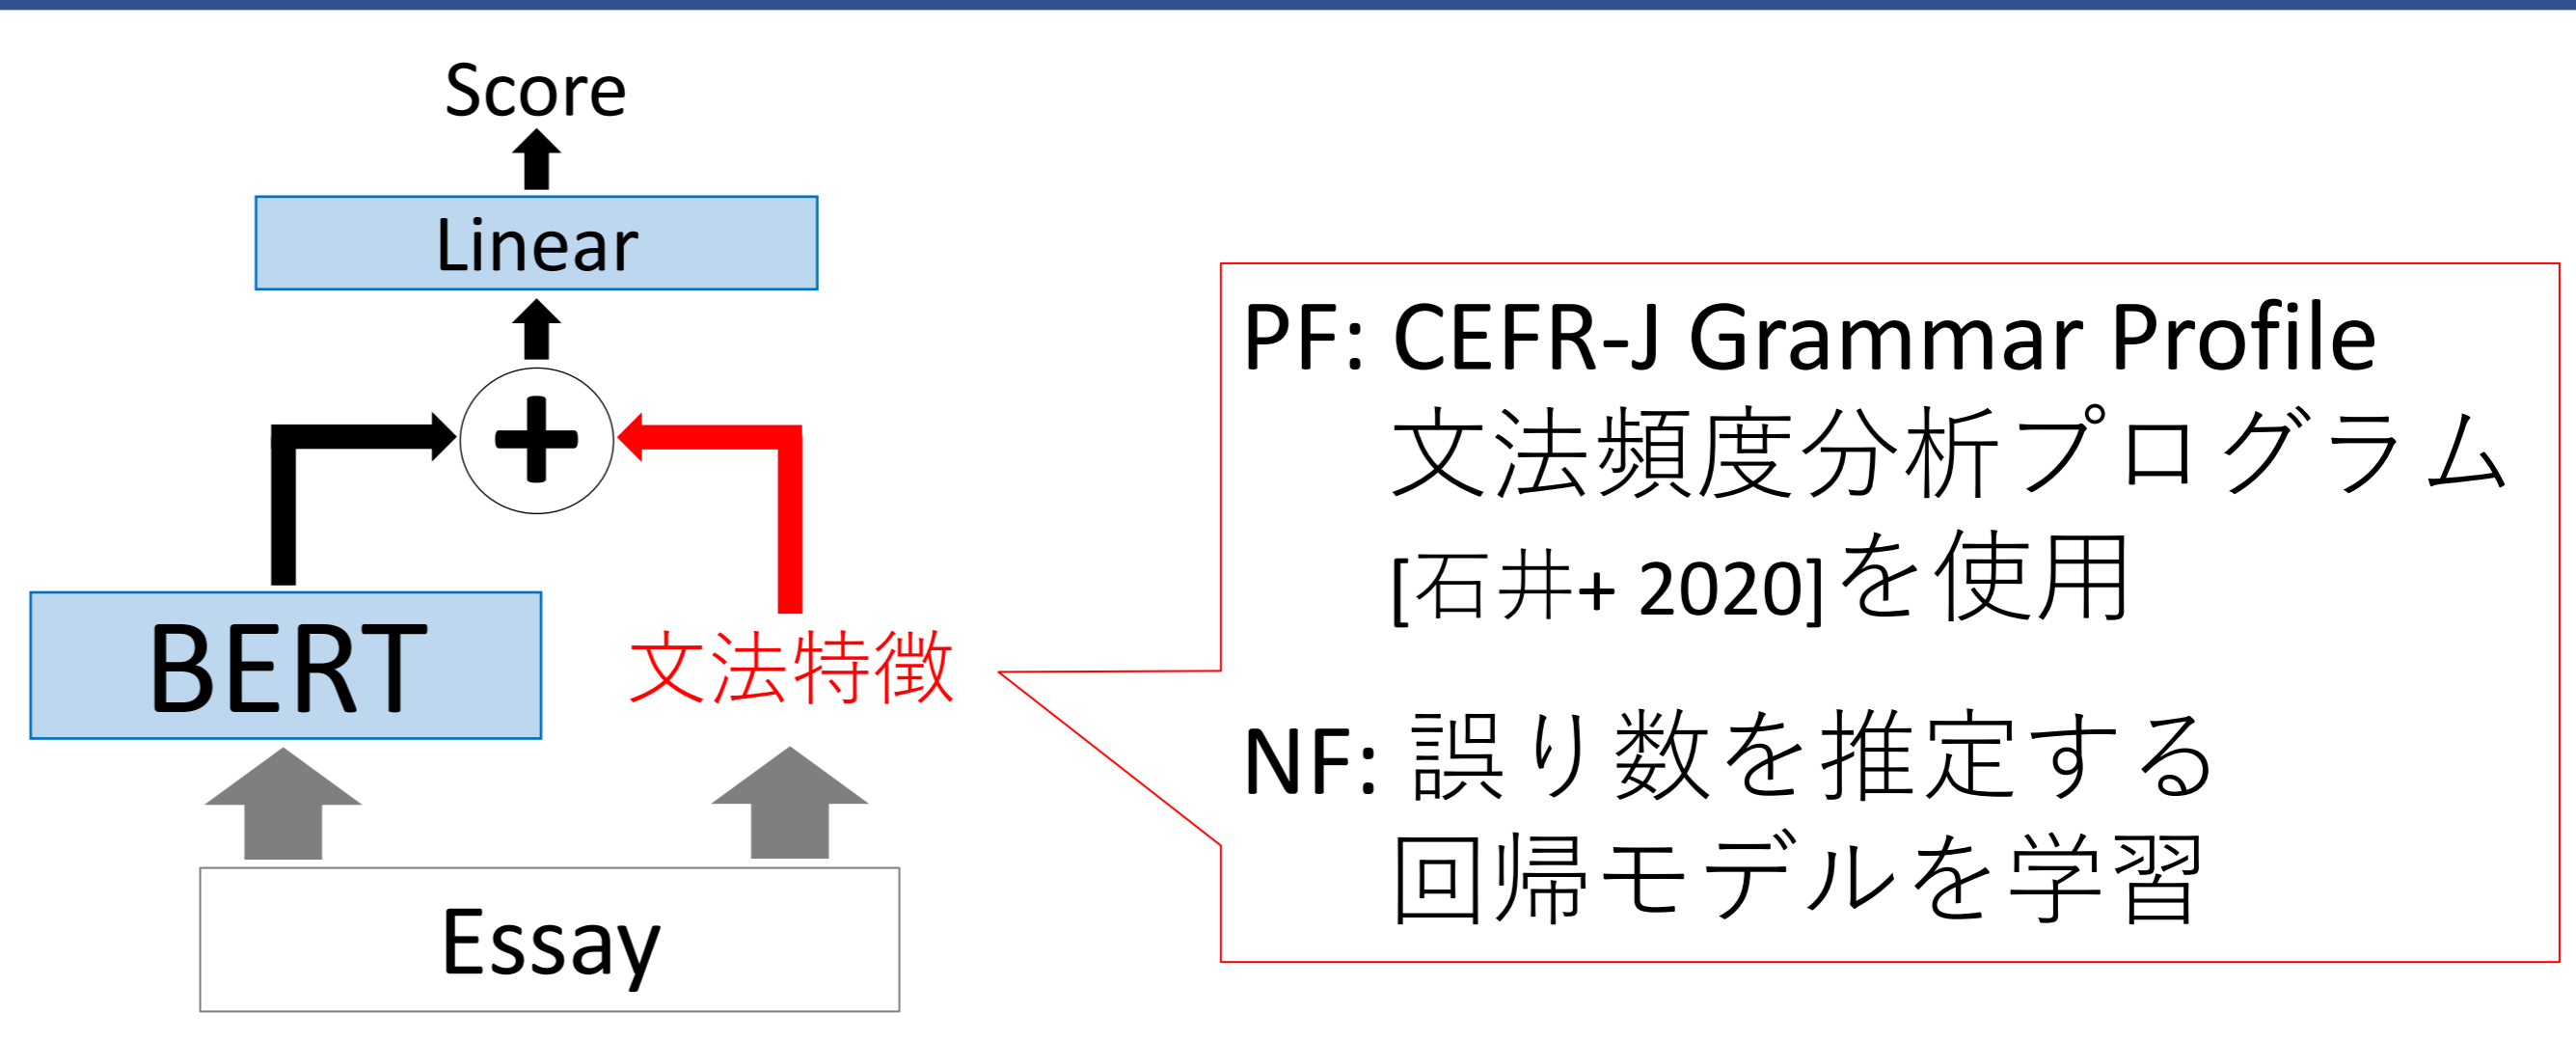 Score
Linear
+
BERT
文法特徴
Essay
PF: CEFR-J Grammar Profile
文法頻度分析プログラム
[石井+ 2020]を使用
NF: 誤り数を推定する
回帰モデルを学習